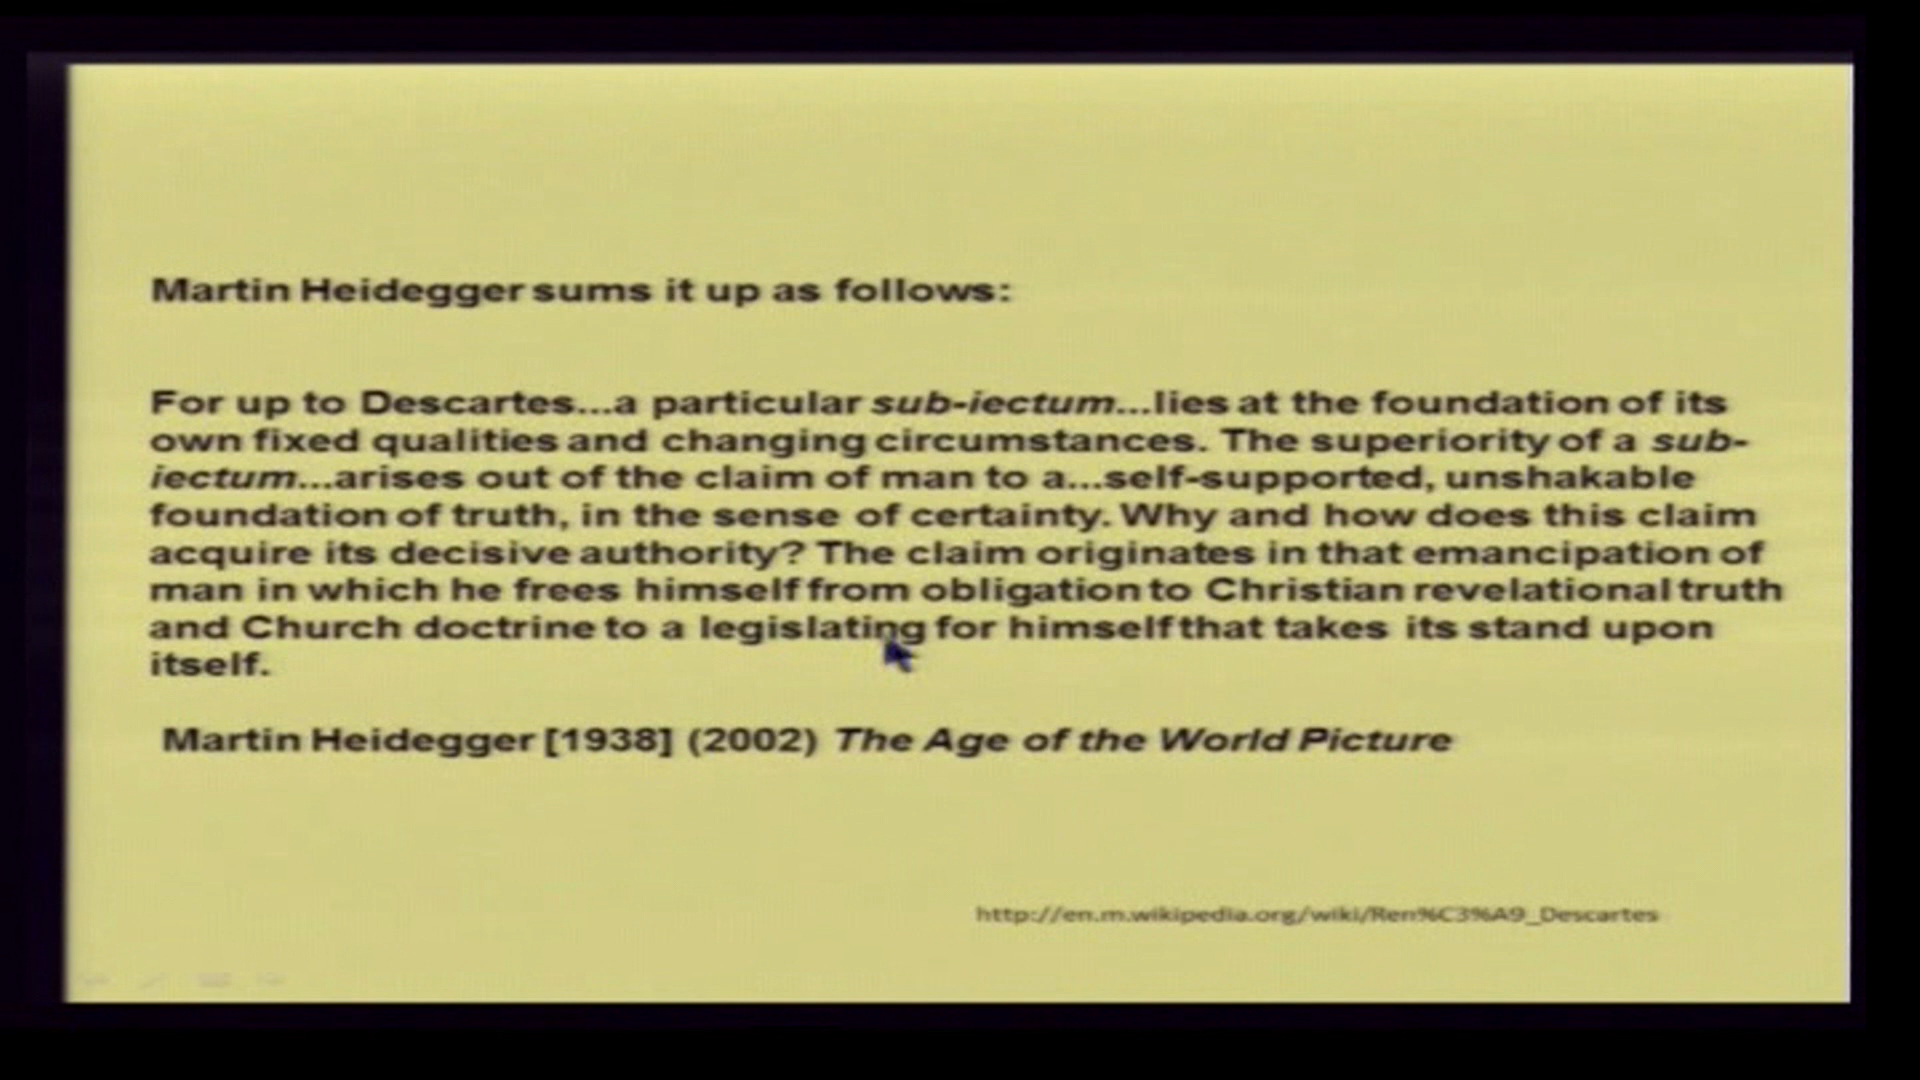 Martin Heidegger sums it up as follows:
For up to Descartes...a particular sub-iectum...lies at the foundation of its
own fixed qualities and changing circumstances. The superiority of a sub-
iectum...arises out of the claim of man to a...self-supported, unshakable
foundation of truth, in the sense of certainty. Why and how does this claim
acquire its decisive authority? The claim originates in that emancipation of
man in which he frees himself from obligation to Christian revelational truth
and Church doctrine to a legislating for himself that takes its stand upon
itself.
Martin Heidegger [1938] (2002) The Age of the World Picture
http://en.m.wikipedia.org/wiki/Ren%C3%A9_Descartes